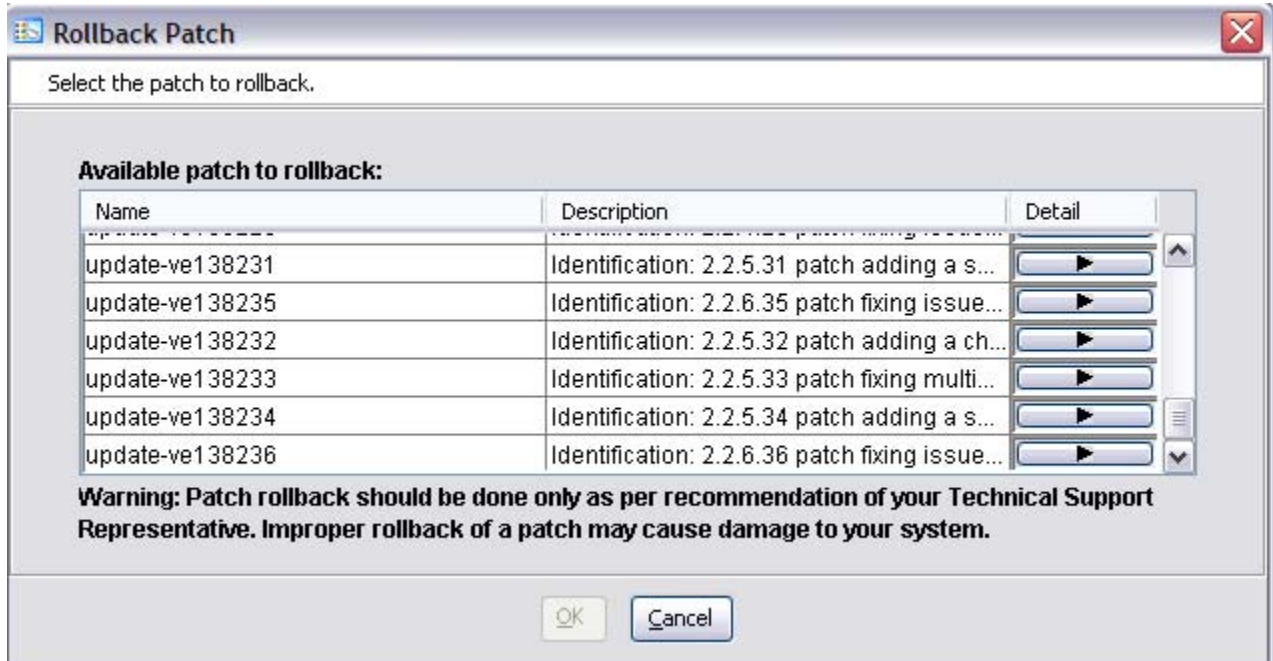 Rollback Patch
Select the patch to rollback.
Available patch to rollback:
Name Description Detail
update-ve138231 Identification: 2.2.5.31 patch adding a s...
update-ve138235 Identification: 2.2.6.35 patch fixing issue...
update-ve138232 Identification: 2.2.5.32 patch adding a ch...
update-ve138233 Identification: 2.2.5.33 patch fixing multi...
update-ve138234 Identification: 2.2.5.34 patch adding a s...
update-ve138236 Identification: 2.2.6.36 patch fixing issue...
Warning: Patch rollback should be done only as per recommendation of your Technical Support
Representative. Improper rollback of a patch may cause damage to your system.
OK Cancel